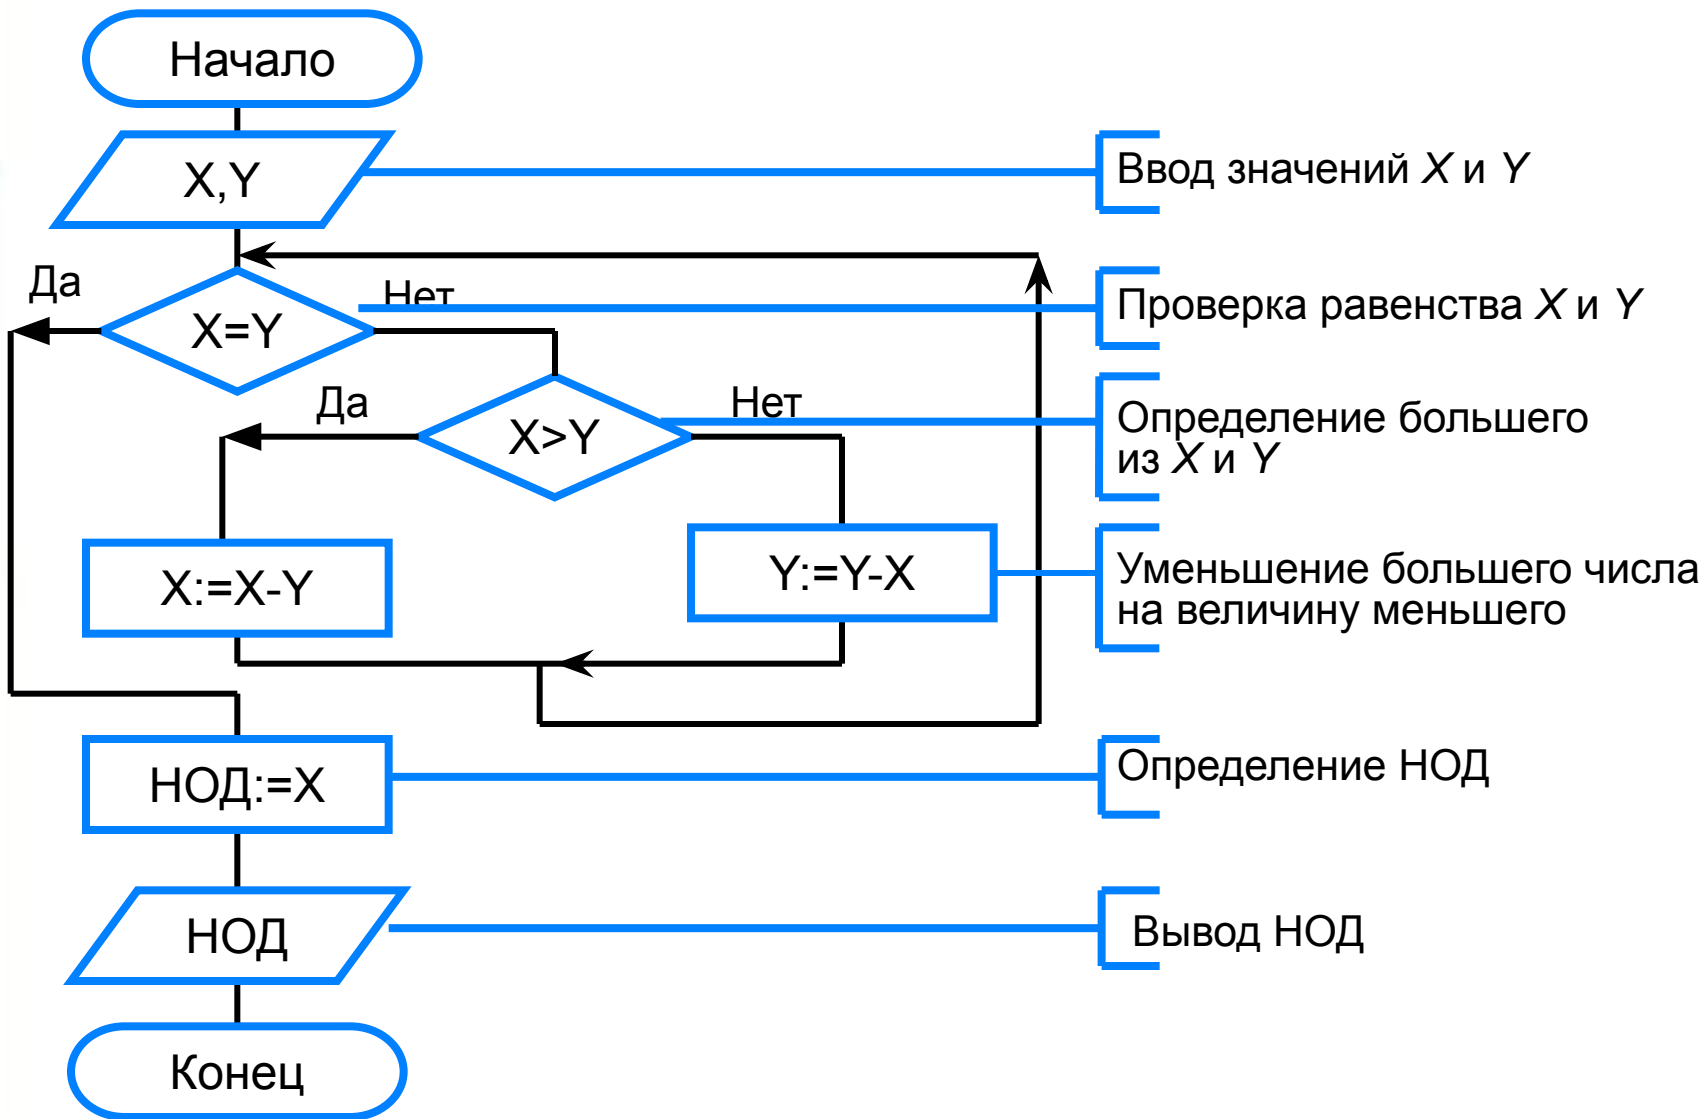 Начало
X,Y
Ввод значений X и Y
Да
Нет
X=Y
Проверка равенства X и Y
Да
Нет
X>Y
Определение большего
из X и Y
X:=X-Y
Y:=Y-X
Уменьшение большего числа
на величину меньшего
НОД:=X
Определение НОД
НОД
Вывод НОД
Конец